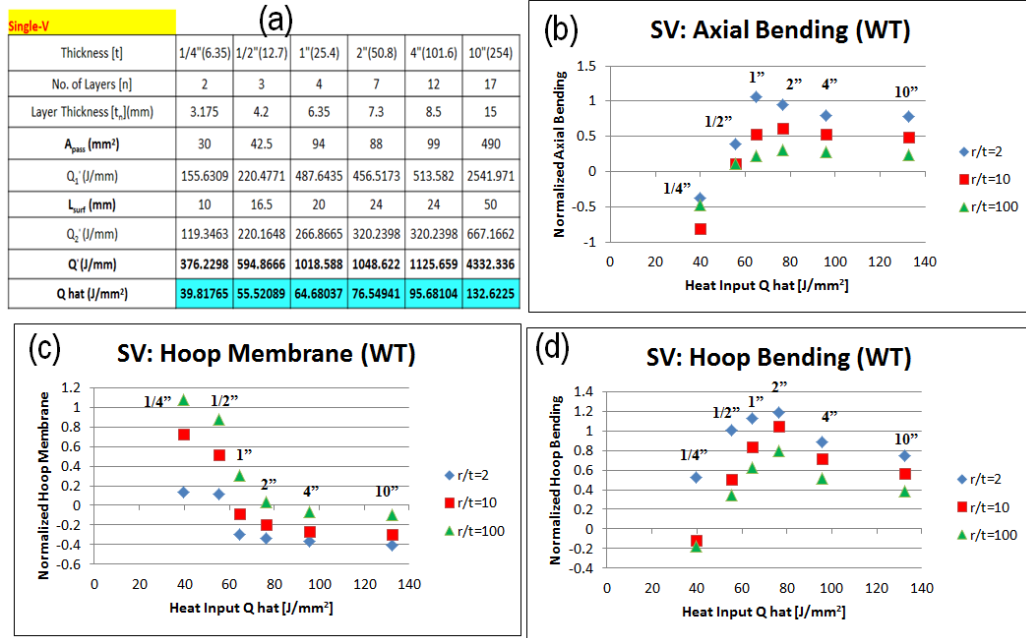 (a)
Single-V
Thickness [t] 1/4"(6.35) 1/2"(12.7) 1"(25.4) 2"(50.8) 4"(101.6) 10"(254)
No. of Layers [n] 2 3 4 7 12 17
Layer Thickness [tn](mm) 3.175 4.2 6.35 7.3 8.5 15
Apass (mm²) 30 42.5 94 88 99 490
Q₁˙(J/mm) 155.6309 220.4771 487.6435 456.5173 513.582 2541.971
Lsurf (mm) 10 16.5 20 24 24 50
Q₂˙(J/mm) 119.3463 220.1648 266.8665 320.2398 320.2398 667.1662
Q˙(J/mm) 376.2298 594.8666 1018.588 1048.622 1125.659 4332.336
Q hat (J/mm²) 39.81765 55.52089 64.68037 76.54941 95.68104 132.6225
(b)
SV: Axial Bending (WT)
Normalized Axial Bending
1.5
1
0.5
0
-0.5
-1
1/4”
1/2”
1”
2”
4”
10”
r/t=2
r/t=10
r/t=100
0 20 40 60 80 100 120 140
Heat Input Q hat [J/mm²]
(c)
SV: Hoop Membrane (WT)
Normalized Hoop Membrane
1.2
1
0.8
0.6
0.4
0.2
0
-0.2
-0.4
-0.6
1/4”
1/2”
1”
2”
4”
10”
r/t=2
r/t=10
r/t=100
0 20 40 60 80 100 120 140
Heat Input Q hat [J/mm²]
(d)
SV: Hoop Bending (WT)
Normalized Hoop Bending
1.4
1.2
1
0.8
0.6
0.4
0.2
0
-0.2
-0.4
1/4”
1/2”
1”
2”
4”
10”
r/t=2
r/t=10
r/t=100
0 20 40 60 80 100 120 140
Heat Input Q hat [J/mm²]